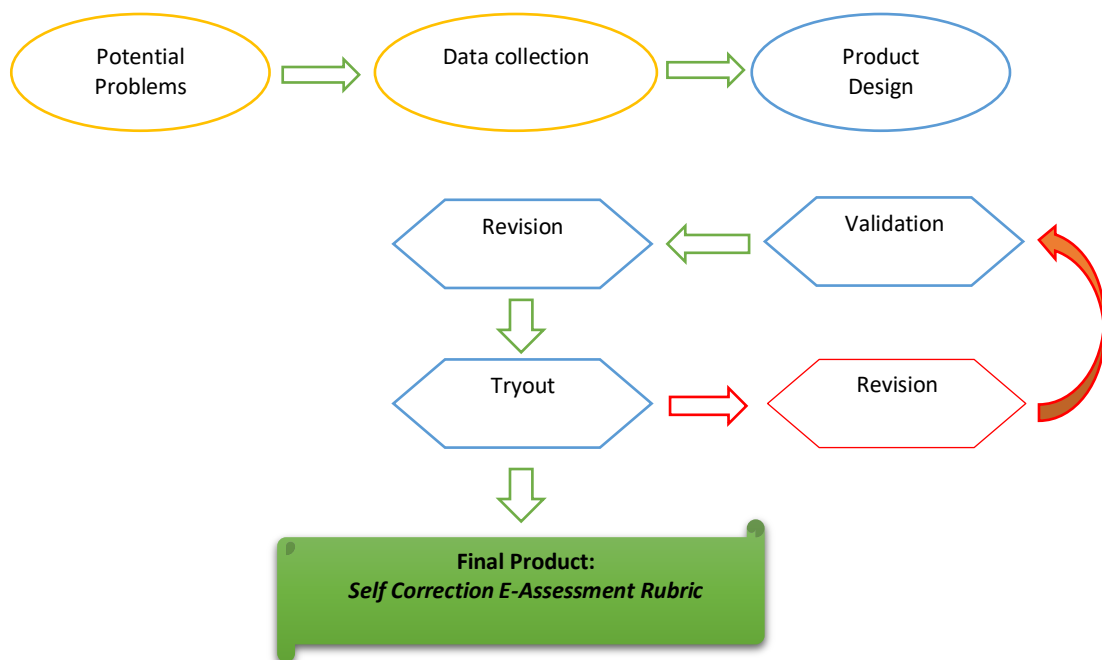 Potential
Problems
Data collection
Product
Design
Revision
Validation
Tryout
Revision
Final Product:
Self Correction E-Assessment Rubric